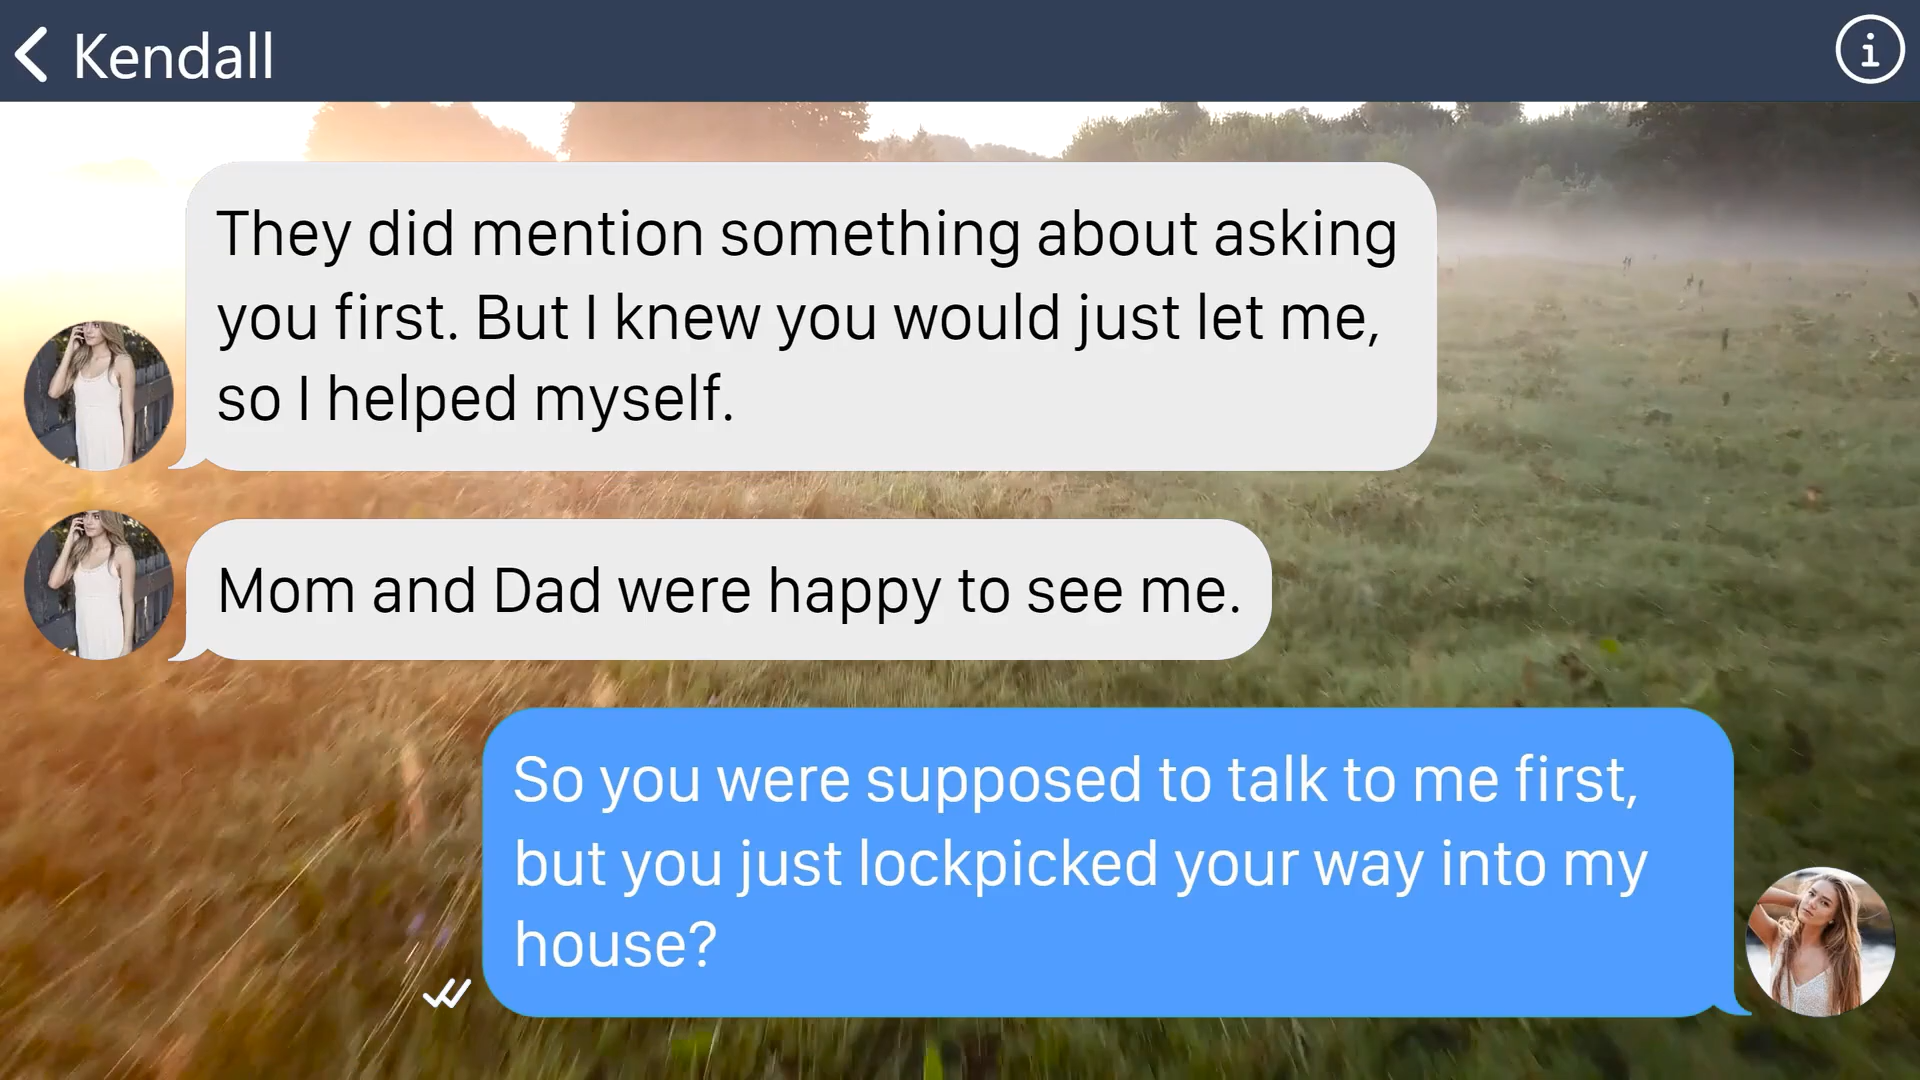 Kendall
They did mention something about asking
you first. But I knew you would just let me,
so I helped myself.
Mom and Dad were happy to see me.
So you were supposed to talk to me first,
but you just lockpicked your way into my
house?